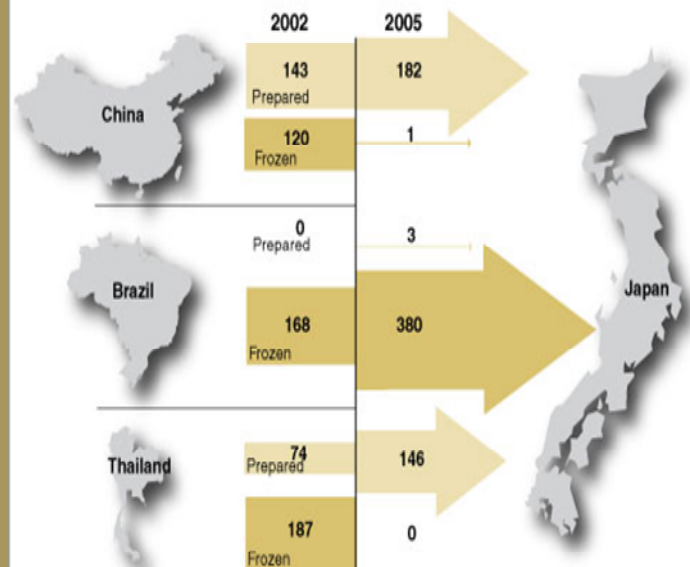 2002 2005
China
143 182
Prepared
120 1
Frozen
0 3
Prepared
Brazil
168 380
Frozen
Japan
Thailand
74 146
Prepared
187 0
Frozen